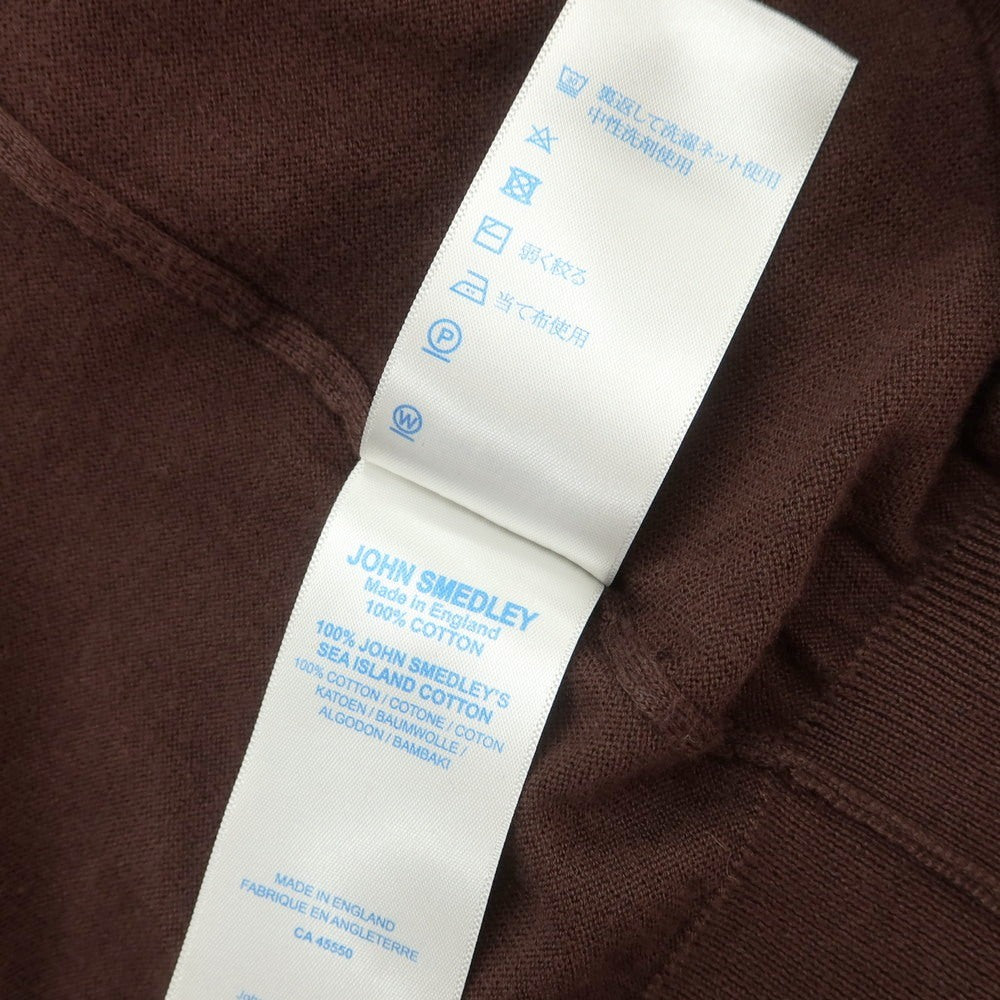 30
裏返して洗濯ネット使用
中性洗剤使用
弱く絞る
当て布使用
P
W
JOHN SMEDLEY
Made in England
100% COTTON
100% JOHN SMEDLEY'S
SEA ISLAND COTTON
100% COTTON / COTONE / COTON
KATOEN / BAUMWOLLE /
ALGODON / BAMBAKI
MADE IN ENGLAND
FABRIQUE EN ANGLETERRE
CA 45550